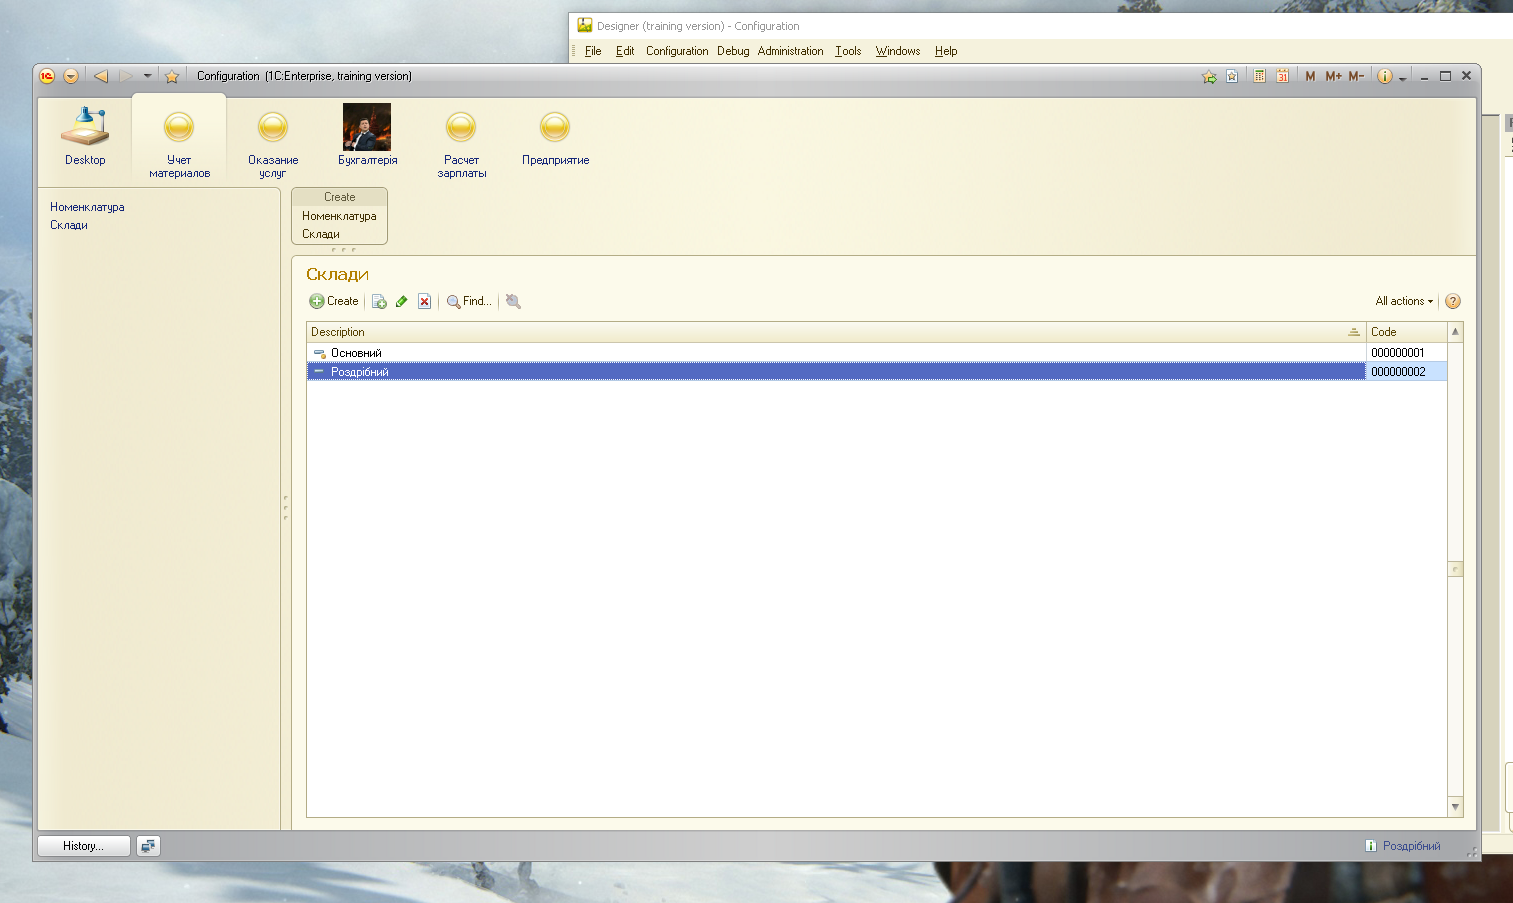 Designer (training version) - Configuration
File Edit Configuration Debug Administration Tools Windows Help
Configuration (1C:Enterprise, training version)
M M+ M-
Desktop
Учет
материалов
Оказание
услуг
Бухгалтерія
Расчет
зарплаты
Предприятие
Номенклатура
Склади
Create
Номенклатура
Склади
Склади
Create Find... All actions
Description Code
Основний 000000001
Роздрібний 000000002
History... Роздрібний